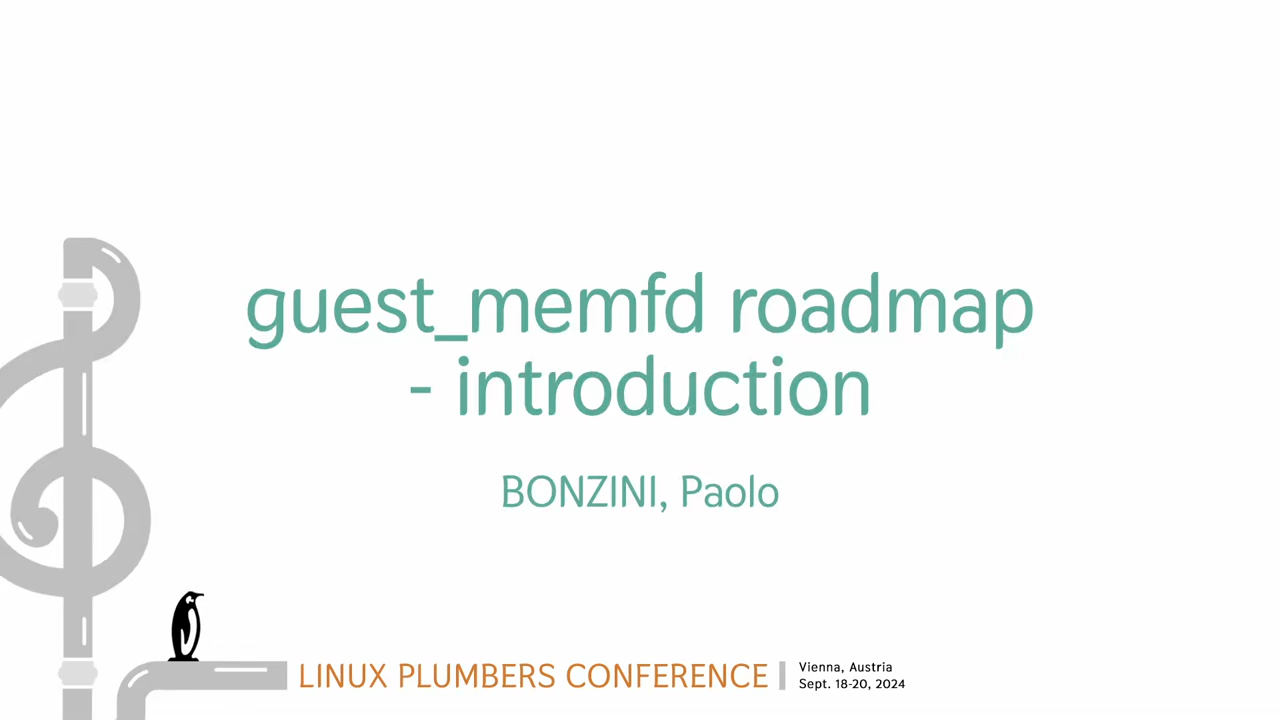 guest_memfd roadmap
- introduction
BONZINI, Paolo
LINUX PLUMBERS CONFERENCE
Vienna, Austria
Sept. 18-20, 2024